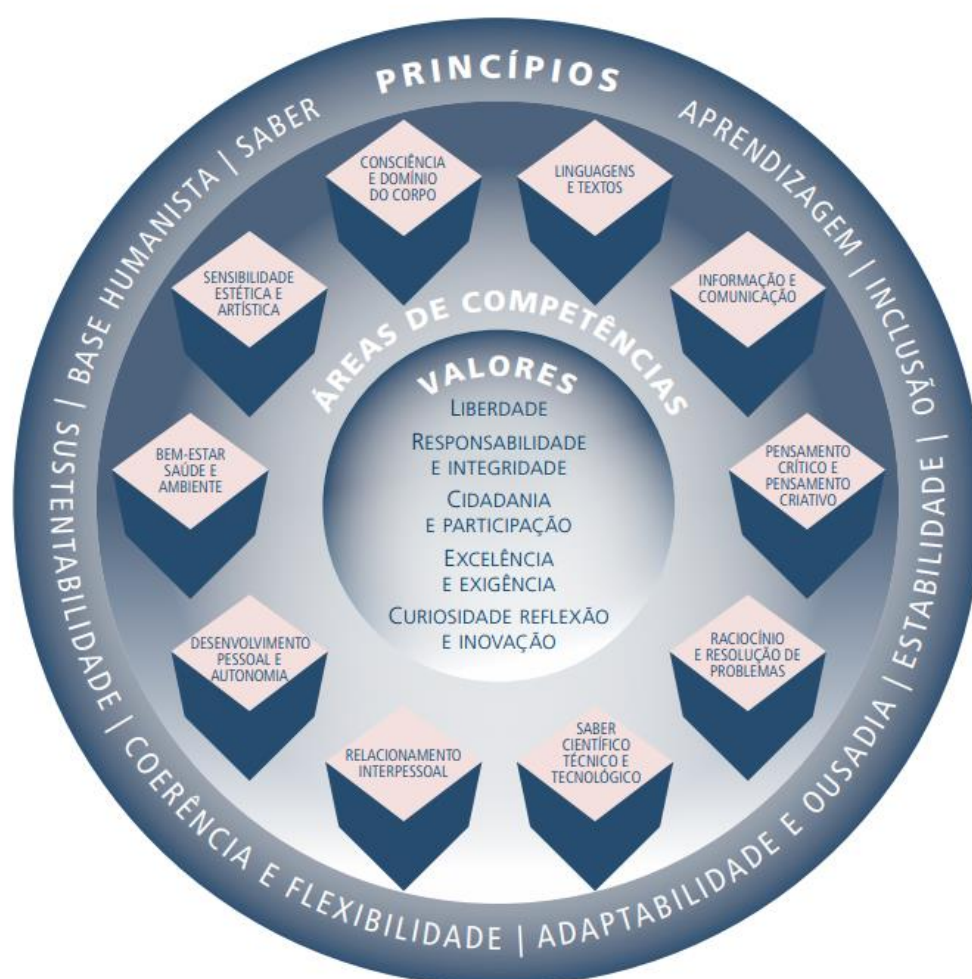 PRINCÍPIOS
APRENDIZAGEM | INCLUSÃO | ESTABILIDADE | ADAPTABILIDADE E OUSADIA | COERÊNCIA E FLEXIBILIDADE | SUSTENTABILIDADE | BASE HUMANISTA | SABER
CONSCIÊNCIA
E DOMÍNIO
DO CORPO
LINGUAGENS
E TEXTOS
INFORMAÇÃO E
COMUNICAÇÃO
PENSAMENTO
CRÍTICO E
PENSAMENTO
CRIATIVO
RACIOCÍNIO
E RESOLUÇÃO DE
PROBLEMAS
SABER
CIENTÍFICO
TÉCNICO E
TECNOLÓGICO
RELACIONAMENTO
INTERPESSOAL
DESENVOLVIMENTO
PESSOAL E
AUTONOMIA
BEM-ESTAR
SAÚDE E
AMBIENTE
SENSIBILIDADE
ESTÉTICA E
ARTÍSTICA
ÁREAS DE COMPETÊNCIAS
VALORES
LIBERDADE
RESPONSABILIDADE
E INTEGRIDADE
CIDADANIA
E PARTICIPAÇÃO
EXCELÊNCIA
E EXIGÊNCIA
CURIOSIDADE REFLEXÃO
E INOVAÇÃO